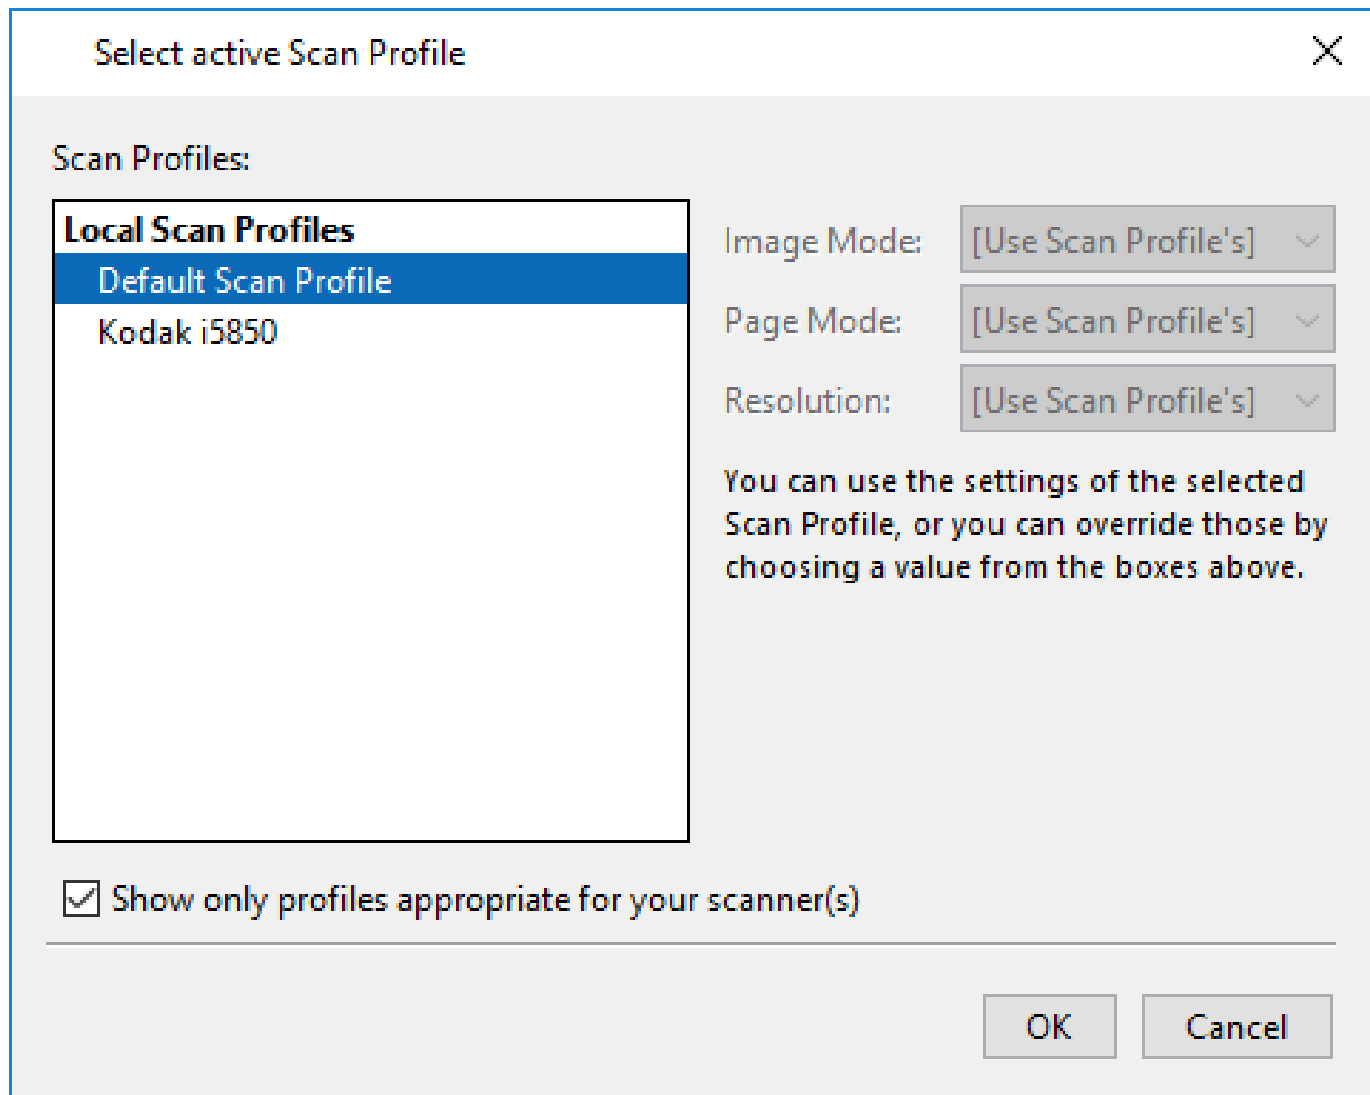 Select active Scan Profile
Scan Profiles:
Local Scan Profiles
Default Scan Profile
Kodak i5850
Image Mode: [Use Scan Profile's]
Page Mode: [Use Scan Profile's]
Resolution: [Use Scan Profile's]
You can use the settings of the selected
Scan Profile, or you can override those by
choosing a value from the boxes above.
Show only profiles appropriate for your scanner(s)
OK Cancel